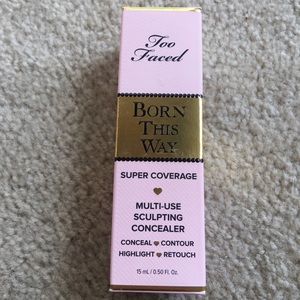 Too
Faced
BORN
THIS
WAY
SUPER COVERAGE
MULTI-USE
SCULPTING
CONCEALER
CONCEAL ♥ CONTOUR
HIGHLIGHT ♥ RETOUCH
15 mL / 0.50 Fl. Oz.